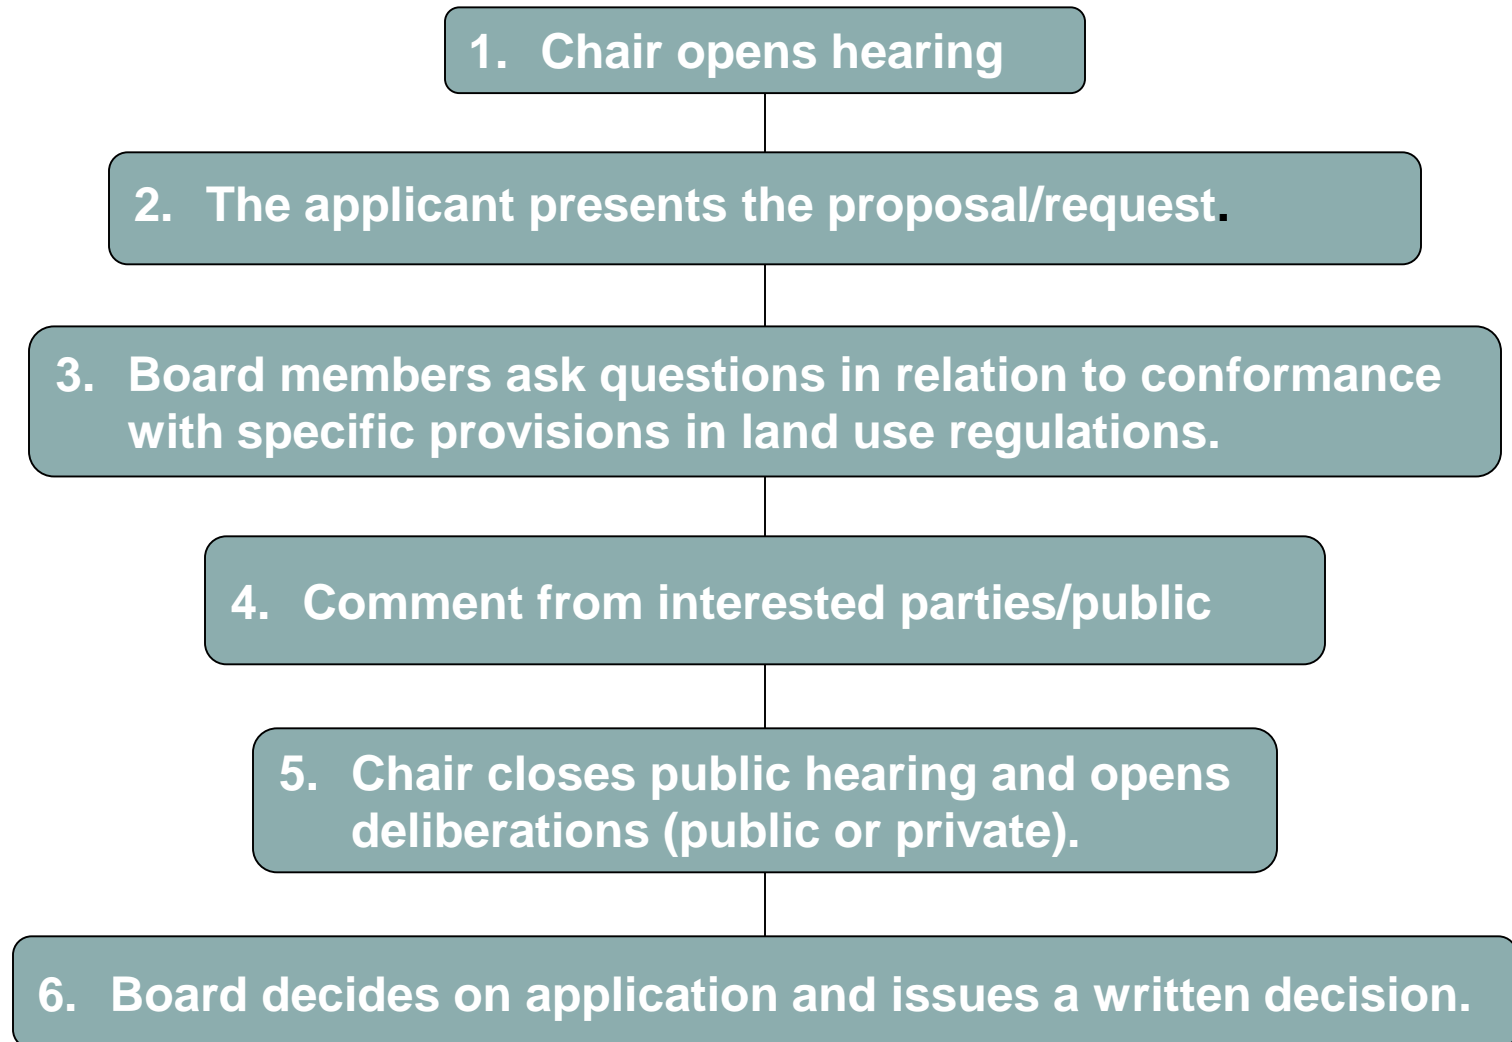 1. Chair opens hearing
2. The applicant presents the proposal/request.
3. Board members ask questions in relation to conformance
with specific provisions in land use regulations.
4. Comment from interested parties/public
5. Chair closes public hearing and opens
deliberations (public or private).
6. Board decides on application and issues a written decision.